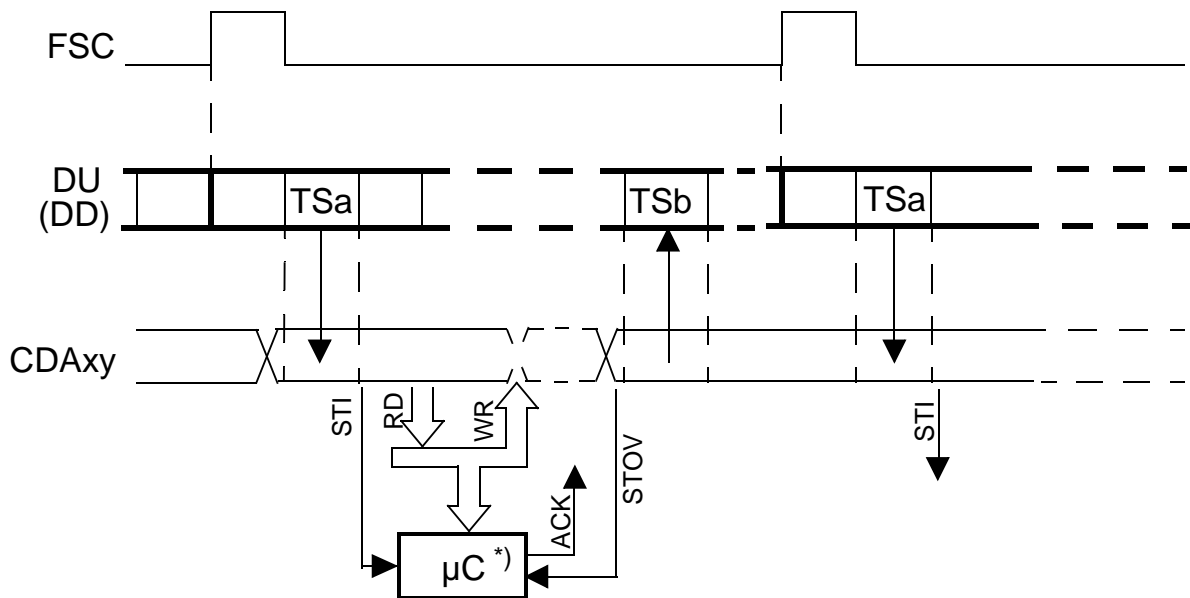 FSC
DU
(DD)
TSa
TSb
TSa
CDAxy
STI
RD
WR
ACK
STOV
STI
µC *)